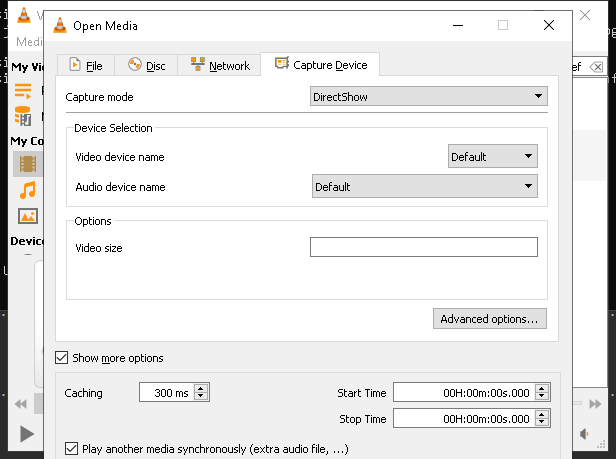 Open Media
Medi
My Vi
My Co
Device
File
Disc
Network
Capture Device
Capture mode
DirectShow
Device Selection
Video device name
Default
Audio device name
Default
Options
Video size
Advanced options...
Show more options
Caching
300 ms
Start Time
00H:00m:00s.000
Stop Time
00H:00m:00s.000
Play another media synchronously (extra audio file, ...)